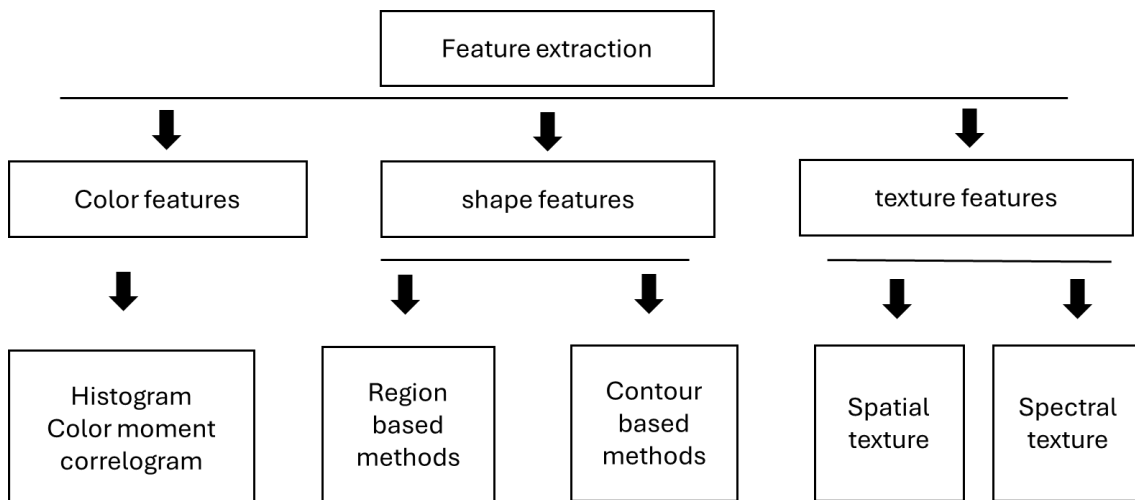 Feature extraction
Color features
shape features
texture features
Histogram
Color moment
correlogram
Region
based
methods
Contour
based
methods
Spatial
texture
Spectral
texture